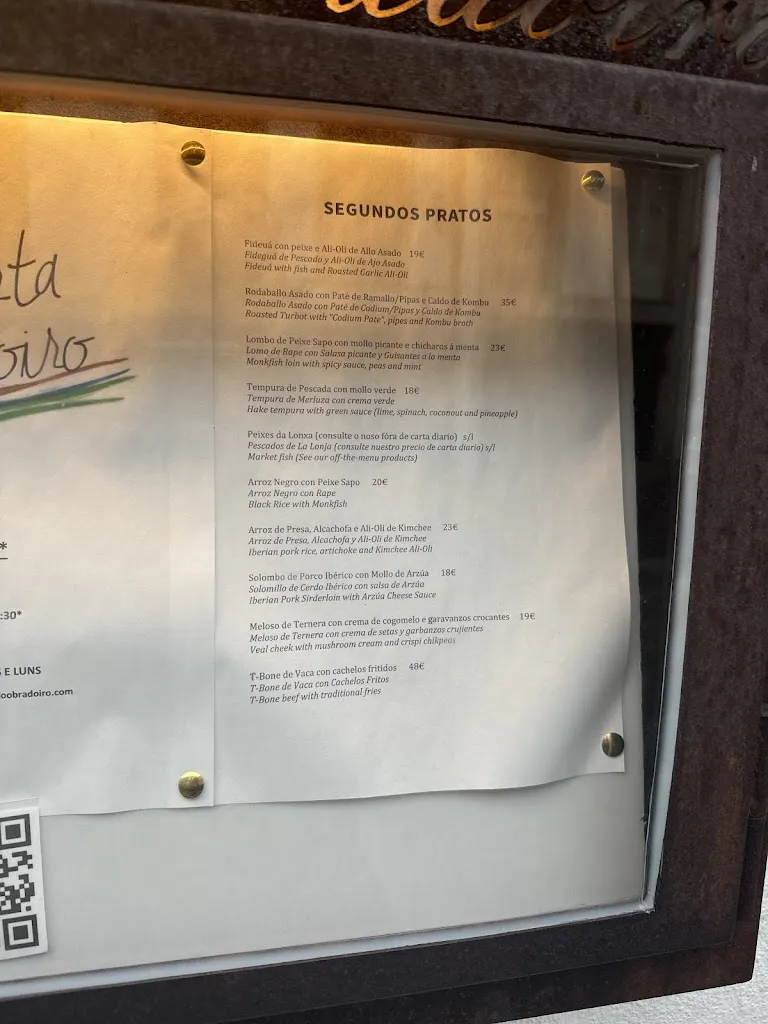 SEGUNDOS PRATOS
Fideuá con peixe e Ali-Oli de Allo Asado 19€
Fideguá de Pescado y Ali-Oli de Ajo Asado
Fideuá with fish and Roasted Garlic Ali-Oli
Rodaballo Asado con Paté de Ramallo/Pipas e Caldo de Kombu 35€
Rodaballo Asado con Paté de Codium/Pipas y Caldo de Kombu
Roasted Turbot with "Codium Pate", pipes and Kombu broth
Lombo de Peixe Sapo con mollo picante e chícharos á menta 23€
Lomo de Rape con Salasa picante y Guisantes a la menta
Monkfish loin with spicy sauce, peas and mint
Tempura de Pescada con mollo verde 18€
Tempura de Merluza con crema verde
Hake tempura with green sauce (lime, spinach, coconout and pineapple)
Peixes da Lonxa (consulte o noso fóra de carta diario) s/l
Pescados de La Lonja (consulte nuestro precio de carta diario) s/l
Market fish (See our off-the-menu products)
Arroz Negro con Peixe Sapo 20€
Arroz Negro con Rape
Black Rice with Monkfish
Arroz de Presa, Alcachofa e Ali-Oli de Kimchee 23€
Arroz de Presa, Alcachofa y Ali-Oli de Kimchee
Iberian pork rice, artichoke and Kimchee Ali-Oli
Solombo de Porco Ibérico con Mollo de Arzúa 18€
Solomillo de Cerdo Ibérico con salsa de Arzúa
Iberian Pork Sirderloin with Arzúa Cheese Sauce
Meloso de Ternera con crema de cogomelo e garavanzos crocantes 19€
Meloso de Ternera con crema de setas y garbanzos crujientes
Veal cheek with mushroom cream and crispi chikpeas
T-Bone de Vaca con cachelos fritidos 48€
T-Bone de Vaca con Cachelos Fritos
T-Bone beef with traditional fries
ta
oiro
*
:30*
E LUNS
oobradoiro.com